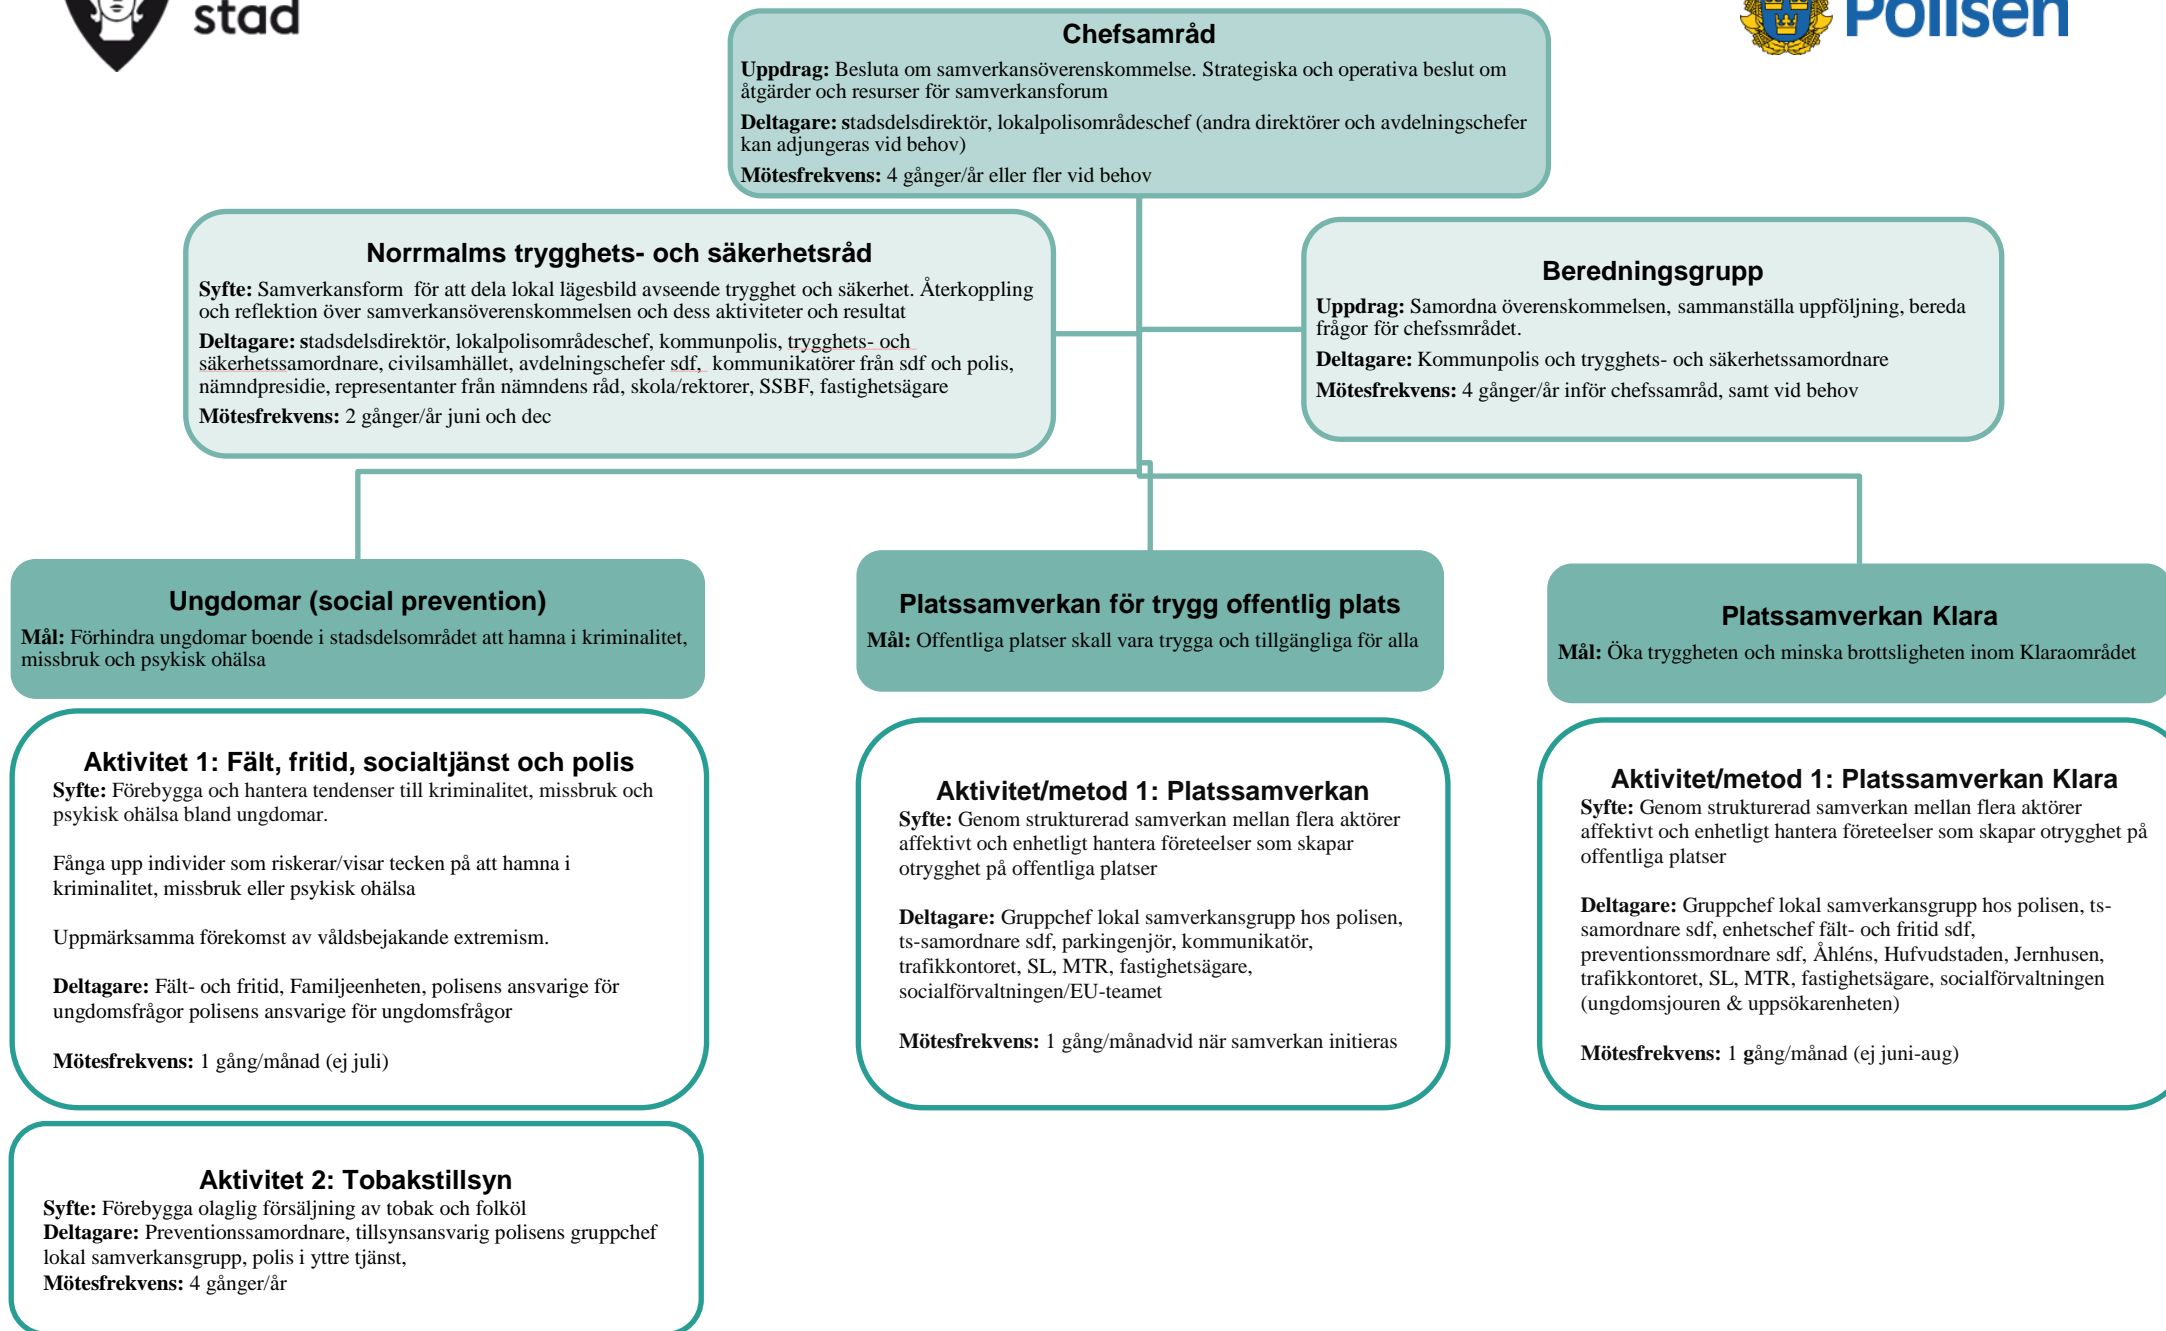 stad
Polisen
Chefsamråd
Uppdrag: Besluta om samverkansöverenskommelse. Strategiska och operativa beslut om
åtgärder och resurser för samverkansforum
Deltagare: stadsdelsdirektör, lokalpolisområdeschef (andra direktörer och avdelningschefer
kan adjungeras vid behov)
Mötesfrekvens: 4 gånger/år eller fler vid behov
Norrmalms trygghets- och säkerhetsråd
Syfte: Samverkansform för att dela lokal lägesbild avseende trygghet och säkerhet. Återkoppling
och reflektion över samverkansöverenskommelsen och dess aktiviteter och resultat
Deltagare: stadsdelsdirektör, lokalpolisområdeschef, kommunpolis, trygghets- och
säkerhetssamordnare, civilsamhället, avdelningschefer sdf, kommunikatörer från sdf och polis,
nämndpresidie, representanter från nämndens råd, skola/rektorer, SSBF, fastighetsägare
Mötesfrekvens: 2 gånger/år juni och dec
Beredningsgrupp
Uppdrag: Samordna överenskommelsen, sammanställa uppföljning, bereda
frågor för chefssmrådet.
Deltagare: Kommunpolis och trygghets- och säkerhetssamordnare
Mötesfrekvens: 4 gånger/år inför chefssamråd, samt vid behov
Ungdomar (social prevention)
Mål: Förhindra ungdomar boende i stadsdelsområdet att hamna i kriminalitet,
missbruk och psykisk ohälsa
Platssamverkan för trygg offentlig plats
Mål: Offentliga platser skall vara trygga och tillgängliga för alla
Platssamverkan Klara
Mål: Öka tryggheten och minska brottsligheten inom Klaraområdet
Aktivitet 1: Fält, fritid, socialtjänst och polis
Syfte: Förebygga och hantera tendenser till kriminalitet, missbruk och
psykisk ohälsa bland ungdomar.
Fånga upp individer som riskerar/visar tecken på att hamna i
kriminalitet, missbruk eller psykisk ohälsa
Uppmärksamma förekomst av våldsbejakande extremism.
Deltagare: Fält- och fritid, Familjeenheten, polisens ansvarige för
ungdomsfrågor polisens ansvarige för ungdomsfrågor
Mötesfrekvens: 1 gång/månad (ej juli)
Aktivitet/metod 1: Platssamverkan
Syfte: Genom strukturerad samverkan mellan flera aktörer
affektivt och enhetligt hantera företeelser som skapar
otrygghet på offentliga platser
Deltagare: Gruppchef lokal samverkansgrupp hos polisen,
ts-samordnare sdf, parkingenjör, kommunikatör,
trafikkontoret, SL, MTR, fastighetsägare,
socialförvaltningen/EU-teamet
Mötesfrekvens: 1 gång/månadvid när samverkan initieras
Aktivitet/metod 1: Platssamverkan Klara
Syfte: Genom strukturerad samverkan mellan flera aktörer
affektivt och enhetligt hantera företeelser som skapar otrygghet på
offentliga platser
Deltagare: Gruppchef lokal samverkansgrupp hos polisen, ts-
samordnare sdf, enhetschef fält- och fritid sdf,
preventionssmordnare sdf, Åhléns, Hufvudstaden, Jernhusen,
trafikkontoret, SL, MTR, fastighetsägare, socialförvaltningen
(ungdomsjouren & uppsökarenheten)
Mötesfrekvens: 1 gång/månad (ej juni-aug)
Aktivitet 2: Tobakstillsyn
Syfte: Förebygga olaglig försäljning av tobak och folköl
Deltagare: Preventionssamordnare, tillsynsansvarig polisens gruppchef
lokal samverkansgrupp, polis i yttre tjänst,
Mötesfrekvens: 4 gånger/år